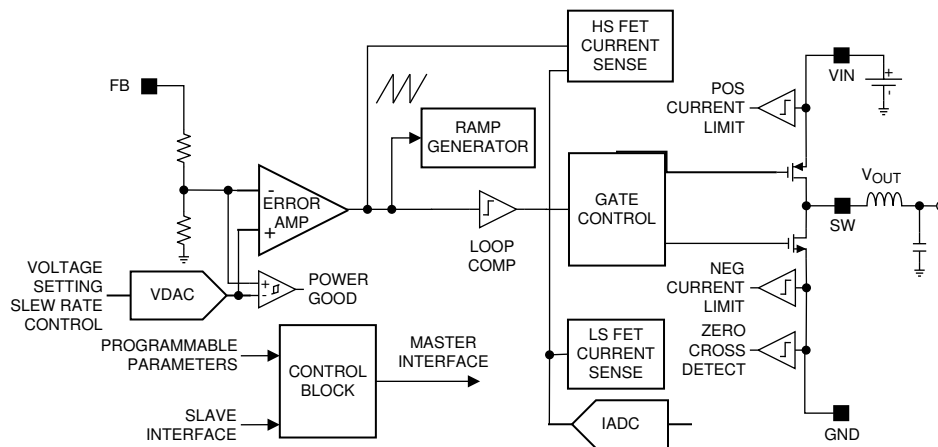 HS FET
CURRENT
SENSE
VIN
+
-
FB
POS
CURRENT
LIMIT
RAMP
GENERATOR
-
ERROR
AMP
+
GATE
CONTROL
VOUT
SW
LOOP
COMP
VOLTAGE
SETTING
SLEW RATE
CONTROL
VDAC
+
-
POWER
GOOD
NEG
CURRENT
LIMIT
PROGRAMMABLE
PARAMETERS
MASTER
INTERFACE
CONTROL
BLOCK
LS FET
CURRENT
SENSE
ZERO
CROSS
DETECT
SLAVE
INTERFACE
IADC
GND